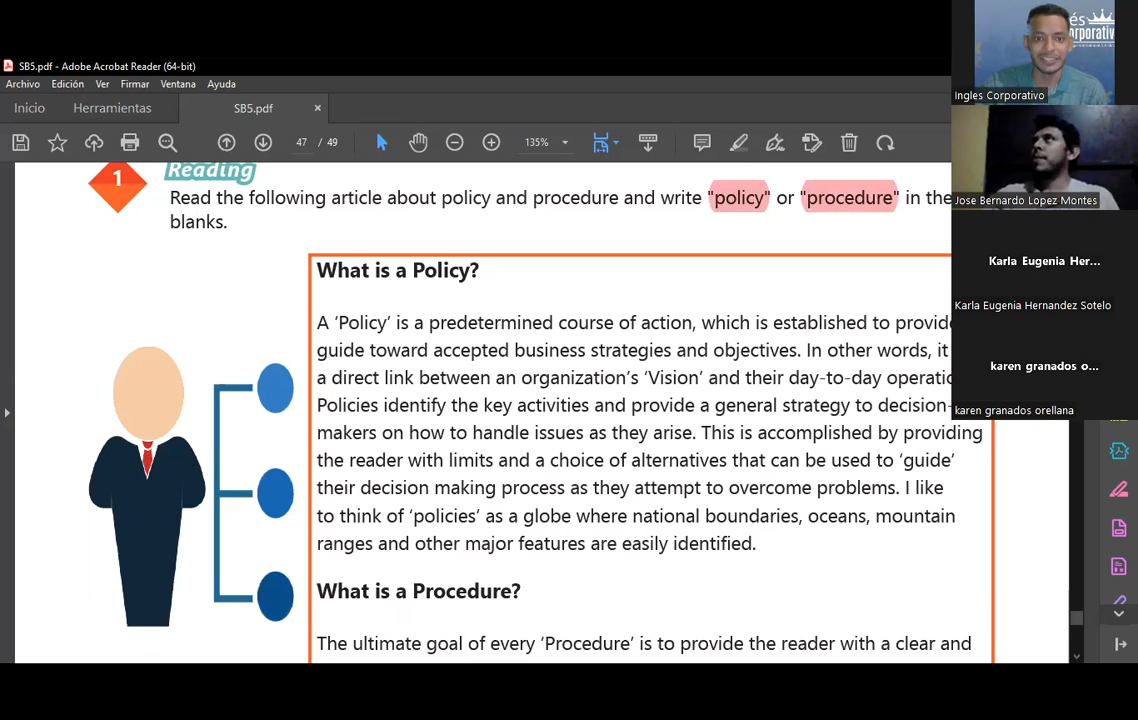 SB5.pdf - Adobe Acrobat Reader (64-bit)
Archivo Edición Ver Firmar Ventana Ayuda
Inicio Herramientas SB5.pdf ×
47 / 49 135%
1 Reading
Read the following article about policy and procedure and write "policy" or "procedure" in the
blanks.
What is a Policy?
A ‘Policy’ is a predetermined course of action, which is established to provide
guide toward accepted business strategies and objectives. In other words, it
a direct link between an organization’s ‘Vision’ and their day-to-day
Policies identify the key activities and provide a general strategy to decision-
makers on how to handle issues as they arise. This is accomplished by providing
the reader with limits and a choice of alternatives that can be used to ‘guide’
their decision making process as they attempt to overcome problems. I like
to think of ‘policies’ as a globe where national boundaries, oceans, mountain
ranges and other major features are easily identified.
What is a Procedure?
The ultimate goal of every ‘Procedure’ is to provide the reader with a clear and
Ingles Corporativo
Jose Bernardo Lopez Montes
Karla Eugenia Her...
Karla Eugenia Hernandez Sotelo
karen granados o...
karen granados orellana